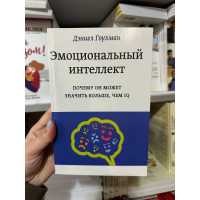 Дэниел Гоулман
Эмоциональный
интеллект
ПОЧЕМУ ОН МОЖЕТ
ЗНАЧИТЬ БОЛЬШЕ, ЧЕМ IQ